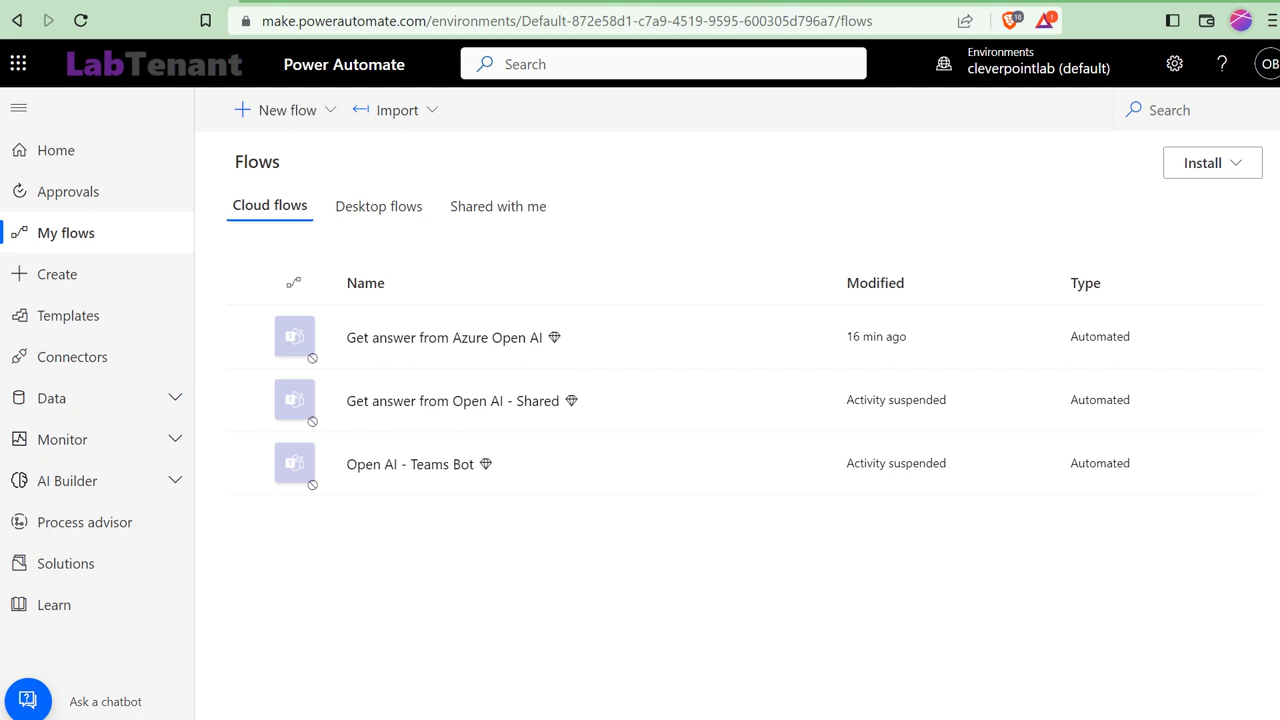 make.powerautomate.com/environments/Default-872e58d1-c7a9-4519-9595-600305d796a7/flows
18
1
LabTenant
Power Automate
Search
Environments
cleverpointlab (default)
?
OB
New flow
Import
Search
Home
Approvals
My flows
Create
Templates
Connectors
Data
Monitor
AI Builder
Process advisor
Solutions
Learn
Ask a chatbot
Flows
Install
Cloud flows
Desktop flows
Shared with me
Name
Modified
Type
Get answer from Azure Open AI
16 min ago
Automated
Get answer from Open AI - Shared
Activity suspended
Automated
Open AI - Teams Bot
Activity suspended
Automated